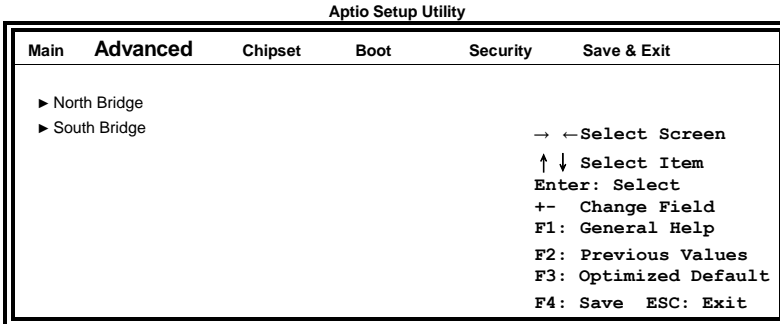 Aptio Setup Utility
Main Advanced Chipset Boot Security Save & Exit
► North Bridge
► South Bridge
→ ←Select Screen
↑↓ Select Item
Enter: Select
+- Change Field
F1: General Help
F2: Previous Values
F3: Optimized Default
F4: Save ESC: Exit